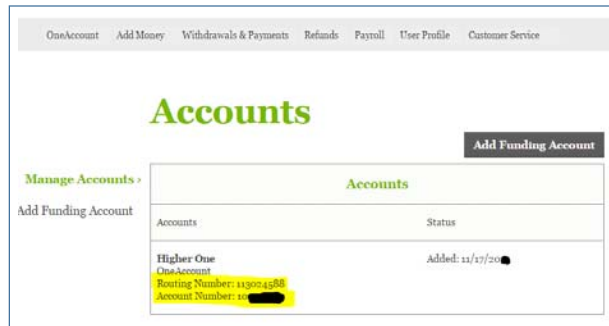 OneAccount Add Money Withdrawals & Payments Refunds Payroll User Profile Customer Service
Accounts
Add Funding Account
Manage Accounts ›
Add Funding Account
Accounts
Accounts Status
Higher One Added: 11/17/20
OneAccount
Routing Number: 113024588
Account Number: 10